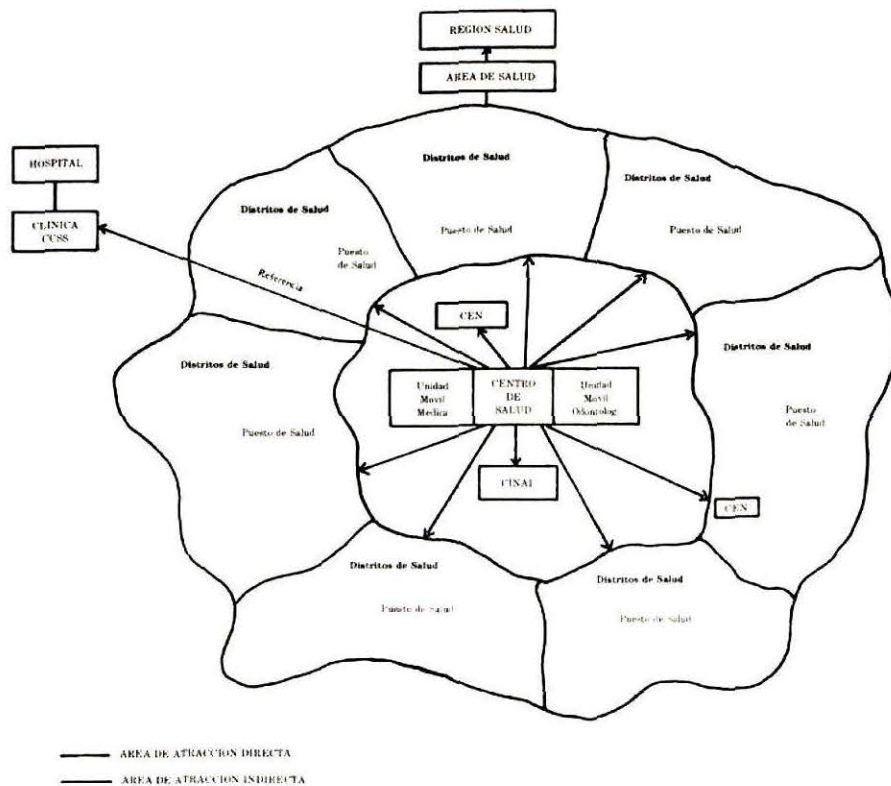 REGION SALUD
AREA DE SALUD
HOSPITAL
CLINICA
CCSS
Referencia
Distritos de Salud
Puesto de Salud
Distritos de Salud
Puesto
de Salud
Distritos de Salud
Puesto de Salud
Distritos de Salud
Puesto de Salud
Distritos de Salud
Puesto
de Salud
CEN
Unidad
Movil
Medica
CENTRO
DE
SALUD
Unidad
Movil
Odontolog
CINAI
CEN
Distritos de Salud
Puesto de Salud
Distritos de Salud
Puesto de Salud
AREA DE ATRACCION DIRECTA
AREA DE ATRACCION INDIRECTA